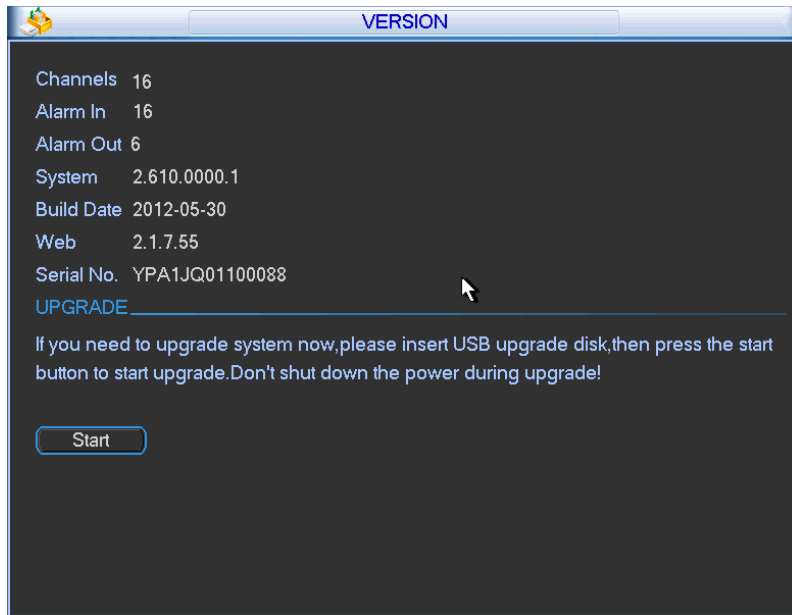 VERSION
Channels 16
Alarm In 16
Alarm Out 6
System 2.610.0000.1
Build Date 2012-05-30
Web 2.1.7.55
Serial No. YPA1JQ01100088
UPGRADE
If you need to upgrade system now,please insert USB upgrade disk,then press the start
button to start upgrade.Don't shut down the power during upgrade!
Start